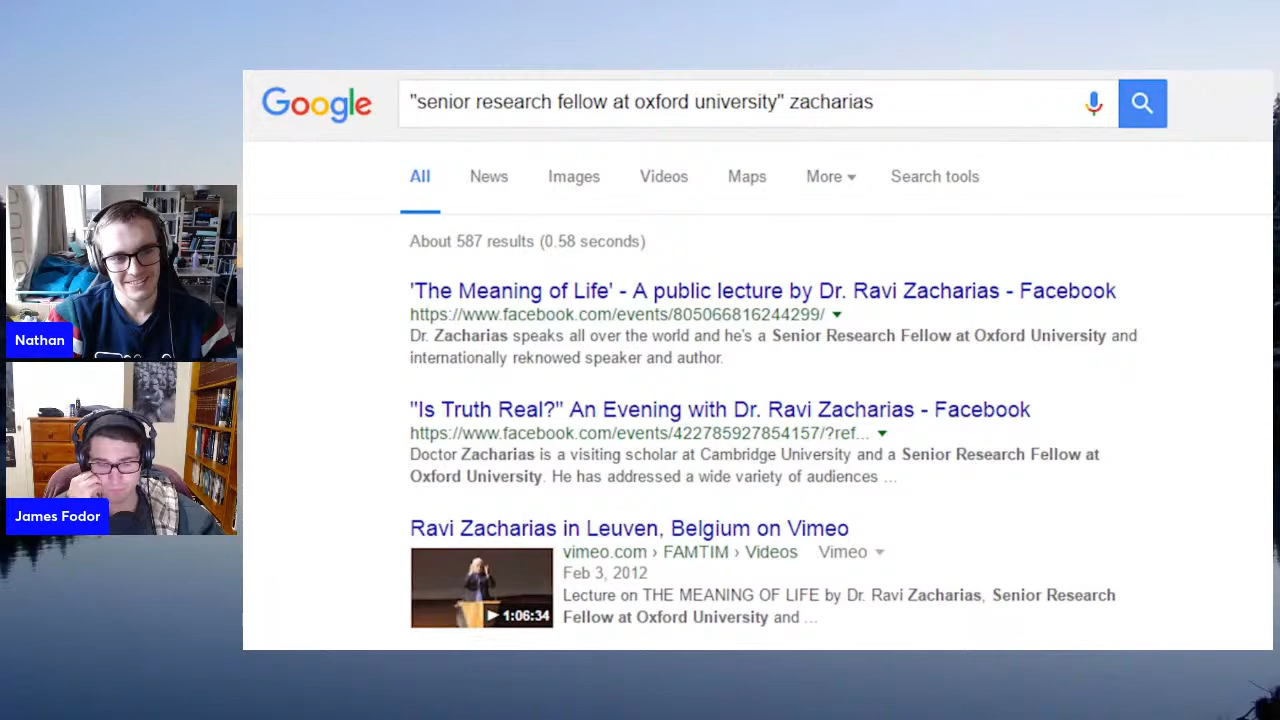 Google
"senior research fellow at oxford university" zacharias
All News Images Videos Maps More Search tools
About 587 results (0.58 seconds)
'The Meaning of Life' - A public lecture by Dr. Ravi Zacharias - Facebook
https://www.facebook.com/events/805066816244299/
Dr. Zacharias speaks all over the world and he's a Senior Research Fellow at Oxford University and
internationally reknowed speaker and author.
"Is Truth Real?" An Evening with Dr. Ravi Zacharias - Facebook
https://www.facebook.com/events/422785927854157/?ref...
Doctor Zacharias is a visiting scholar at Cambridge University and a Senior Research Fellow at
Oxford University. He has addressed a wide variety of audiences ...
Ravi Zacharias in Leuven, Belgium on Vimeo
vimeo.com › FAMTIM › Videos Vimeo
Feb 3, 2012
Lecture on THE MEANING OF LIFE by Dr. Ravi Zacharias, Senior Research
Fellow at Oxford University and ...
1:06:34
Nathan
James Fodor